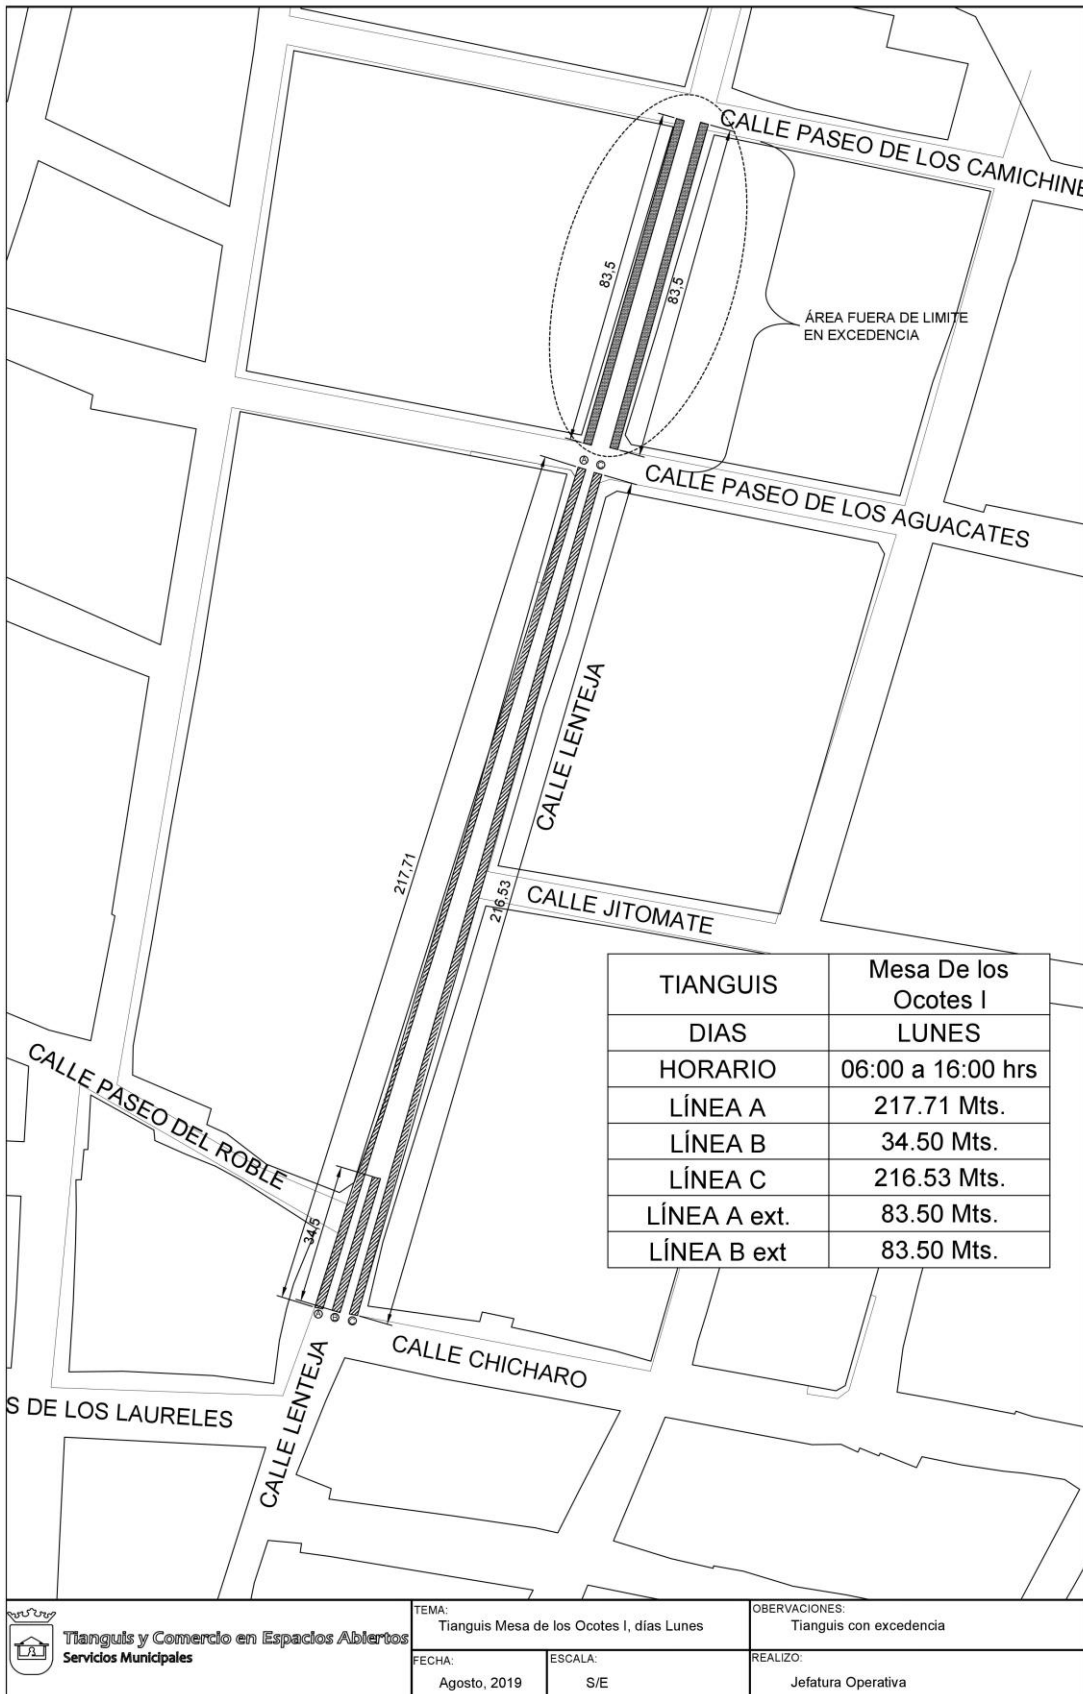 CALLE PASEO DE LOS CAMICHINE
83,5
83,5
ÁREA FUERA DE LIMITE
EN EXCEDENCIA
A C
CALLE PASEO DE LOS AGUACATES
CALLE LENTEJA
217,71
216,53
CALLE JITOMATE
TIANGUIS Mesa De los
Ocotes I
DIAS LUNES
HORARIO 06:00 a 16:00 hrs
LÍNEA A 217.71 Mts.
LÍNEA B 34.50 Mts.
LÍNEA C 216.53 Mts.
LÍNEA A ext. 83.50 Mts.
LÍNEA B ext 83.50 Mts.
CALLE PASEO DEL ROBLE
34,5
A B C
CALLE CHICHARO
CALLE LENTEJA
S DE LOS LAURELES
Tianguis y Comercio en Espacios Abiertos
Servicios Municipales
TEMA:
Tianguis Mesa de los Ocotes I, días Lunes
OBERVACIONES:
Tianguis con excedencia
FECHA:
Agosto, 2019
ESCALA:
S/E
REALIZO:
Jefatura Operativa